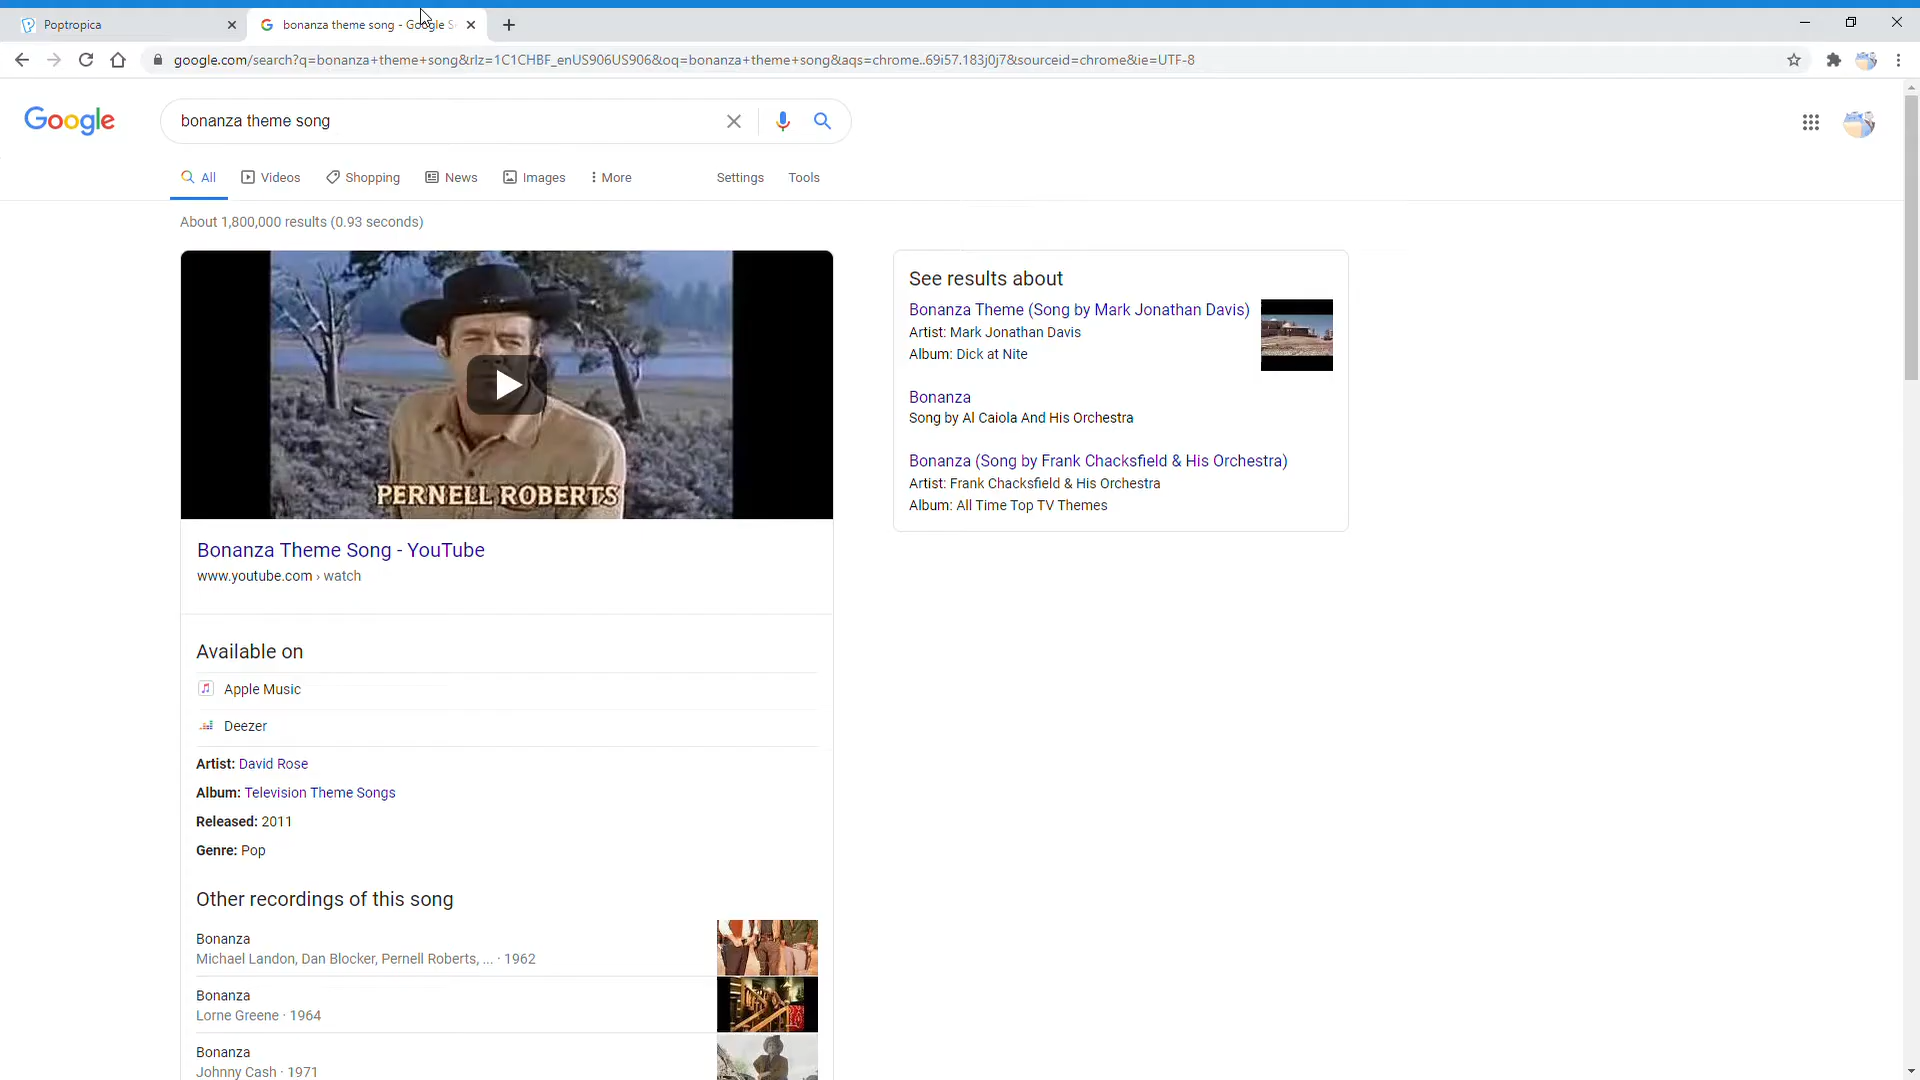 Poptropica
bonanza theme song - Google S
google.com/search?q=bonanza+theme+song&rlz=1C1CHBF_enUS906US906&oq=bonanza+theme+song&aqs=chrome..69i57.183j0j7&sourceid=chrome&ie=UTF-8
Google
bonanza theme song
All
Videos
Shopping
News
Images
More
Settings
Tools
About 1,800,000 results (0.93 seconds)
PERNELL ROBERTS
Bonanza Theme Song - YouTube
www.youtube.com › watch
Available on
Apple Music
Deezer
Artist: David Rose
Album: Television Theme Songs
Released: 2011
Genre: Pop
Other recordings of this song
Bonanza
Michael Landon, Dan Blocker, Pernell Roberts, ... · 1962
Bonanza
Lorne Greene · 1964
Bonanza
Johnny Cash · 1971
See results about
Bonanza Theme (Song by Mark Jonathan Davis)
Artist: Mark Jonathan Davis
Album: Dick at Nite
Bonanza
Song by Al Caiola And His Orchestra
Bonanza (Song by Frank Chacksfield & His Orchestra)
Artist: Frank Chacksfield & His Orchestra
Album: All Time Top TV Themes